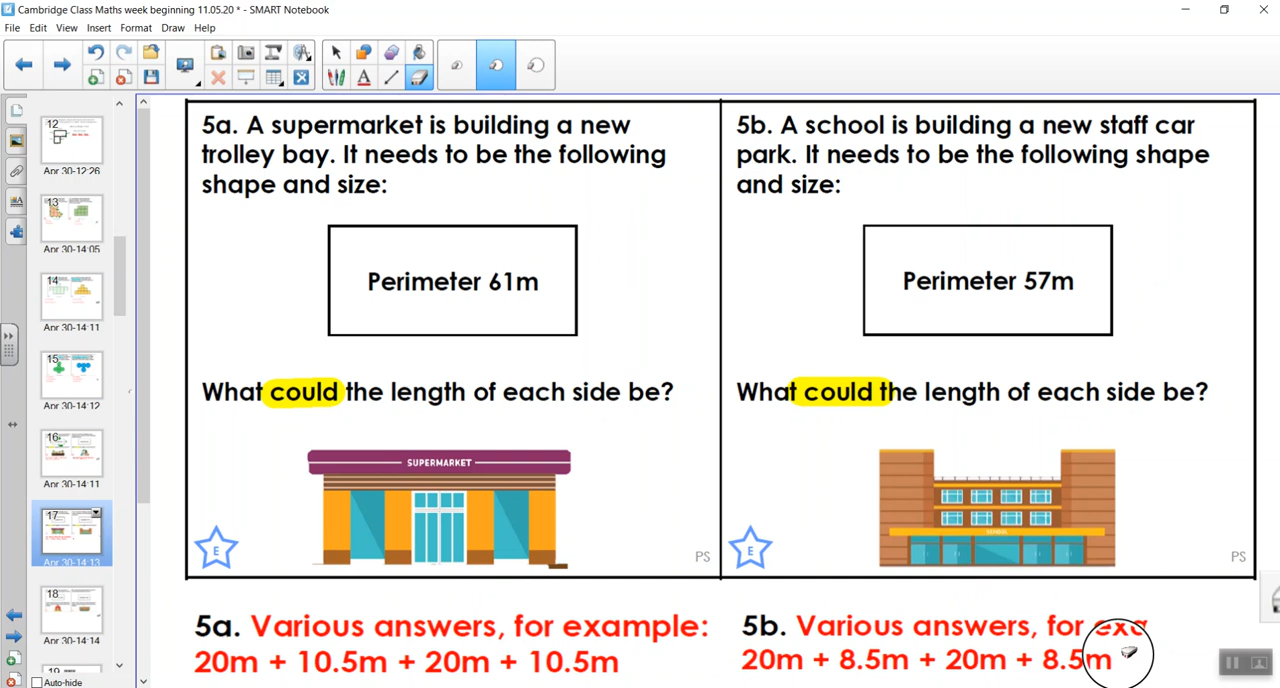 Cambridge Class Maths week beginning 11.05.20 * - SMART Notebook
File Edit View Insert Format Draw Help
12
Apr 30-12:26
13
Apr 30-14:05
14
Apr 30-14:11
15
Apr 30-14:12
16
Apr 30-14:11
17
Apr 30-14:13
18
Apr 30-14:14
19
Auto-hide
5a. A supermarket is building a new
trolley bay. It needs to be the following
shape and size:
Perimeter 61m
What could the length of each side be?
SUPERMARKET
E
PS
5b. A school is building a new staff car
park. It needs to be the following shape
and size:
Perimeter 57m
What could the length of each side be?
SCHOOL
E
PS
5a. Various answers, for example:
20m + 10.5m + 20m + 10.5m
5b. Various answers, for exa
20m + 8.5m + 20m + 8.5m